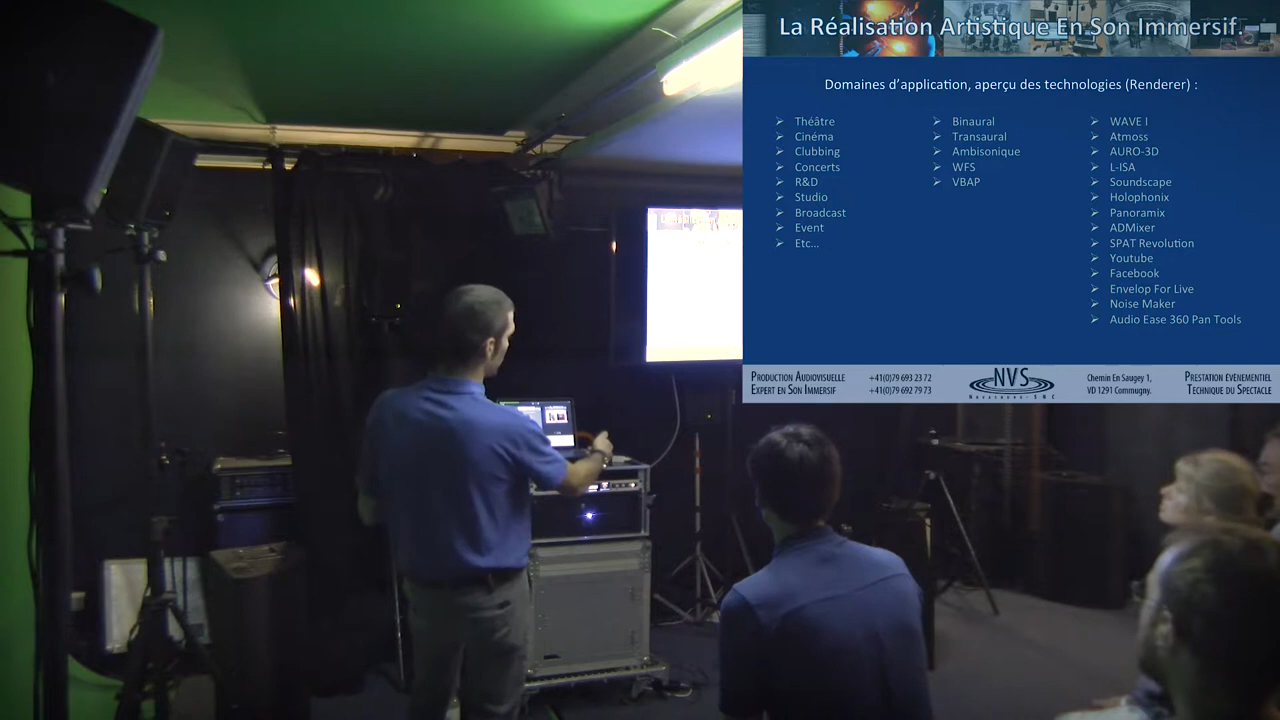 La Réalisation Artistique En Son Immersif.
Domaines d'application, aperçu des technologies (Renderer) :
Théâtre
Cinéma
Clubbing
Concerts
R&D
Studio
Broadcast
Event
Etc...
Binaural
Transaural
Ambisonique
WFS
VBAP
WAVE I
Atmoss
AURO-3D
L-ISA
Soundscape
Holophonix
Panoramix
ADMixer
SPAT Revolution
Youtube
Facebook
Envelop For Live
Noise Maker
Audio Ease 360 Pan Tools
PRODUCTION AUDIOVISUELLE
EXPERT EN SON IMMERSIF
+41(0)79 693 23 72
+41(0)79 692 79 73
NVS
Chemin En Saugey 1,
VD 1291 Commugny.
PRESTATION ÉVÉNEMENTIEL
TECHNIQUE DU SPECTACLE